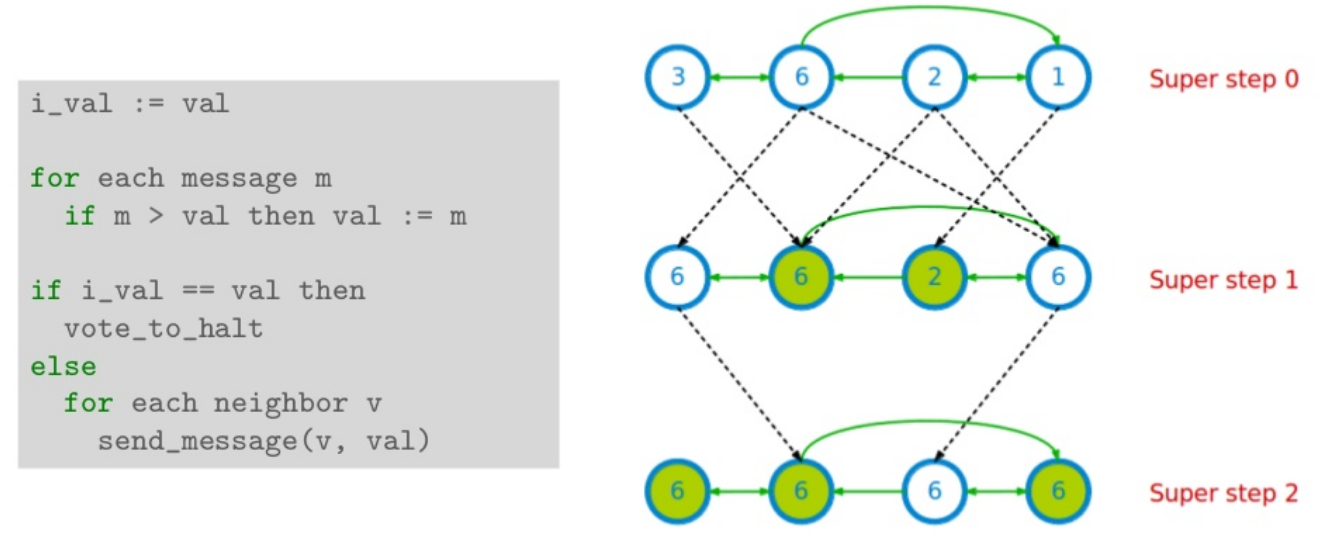 i_val := val
for each message m
if m > val then val := m
if i_val == val then
vote_to_halt
else
for each neighbor v
send_message(v, val)
3 6 2 1 Super step 0
6 6 2 6 Super step 1
6 6 6 6 Super step 2